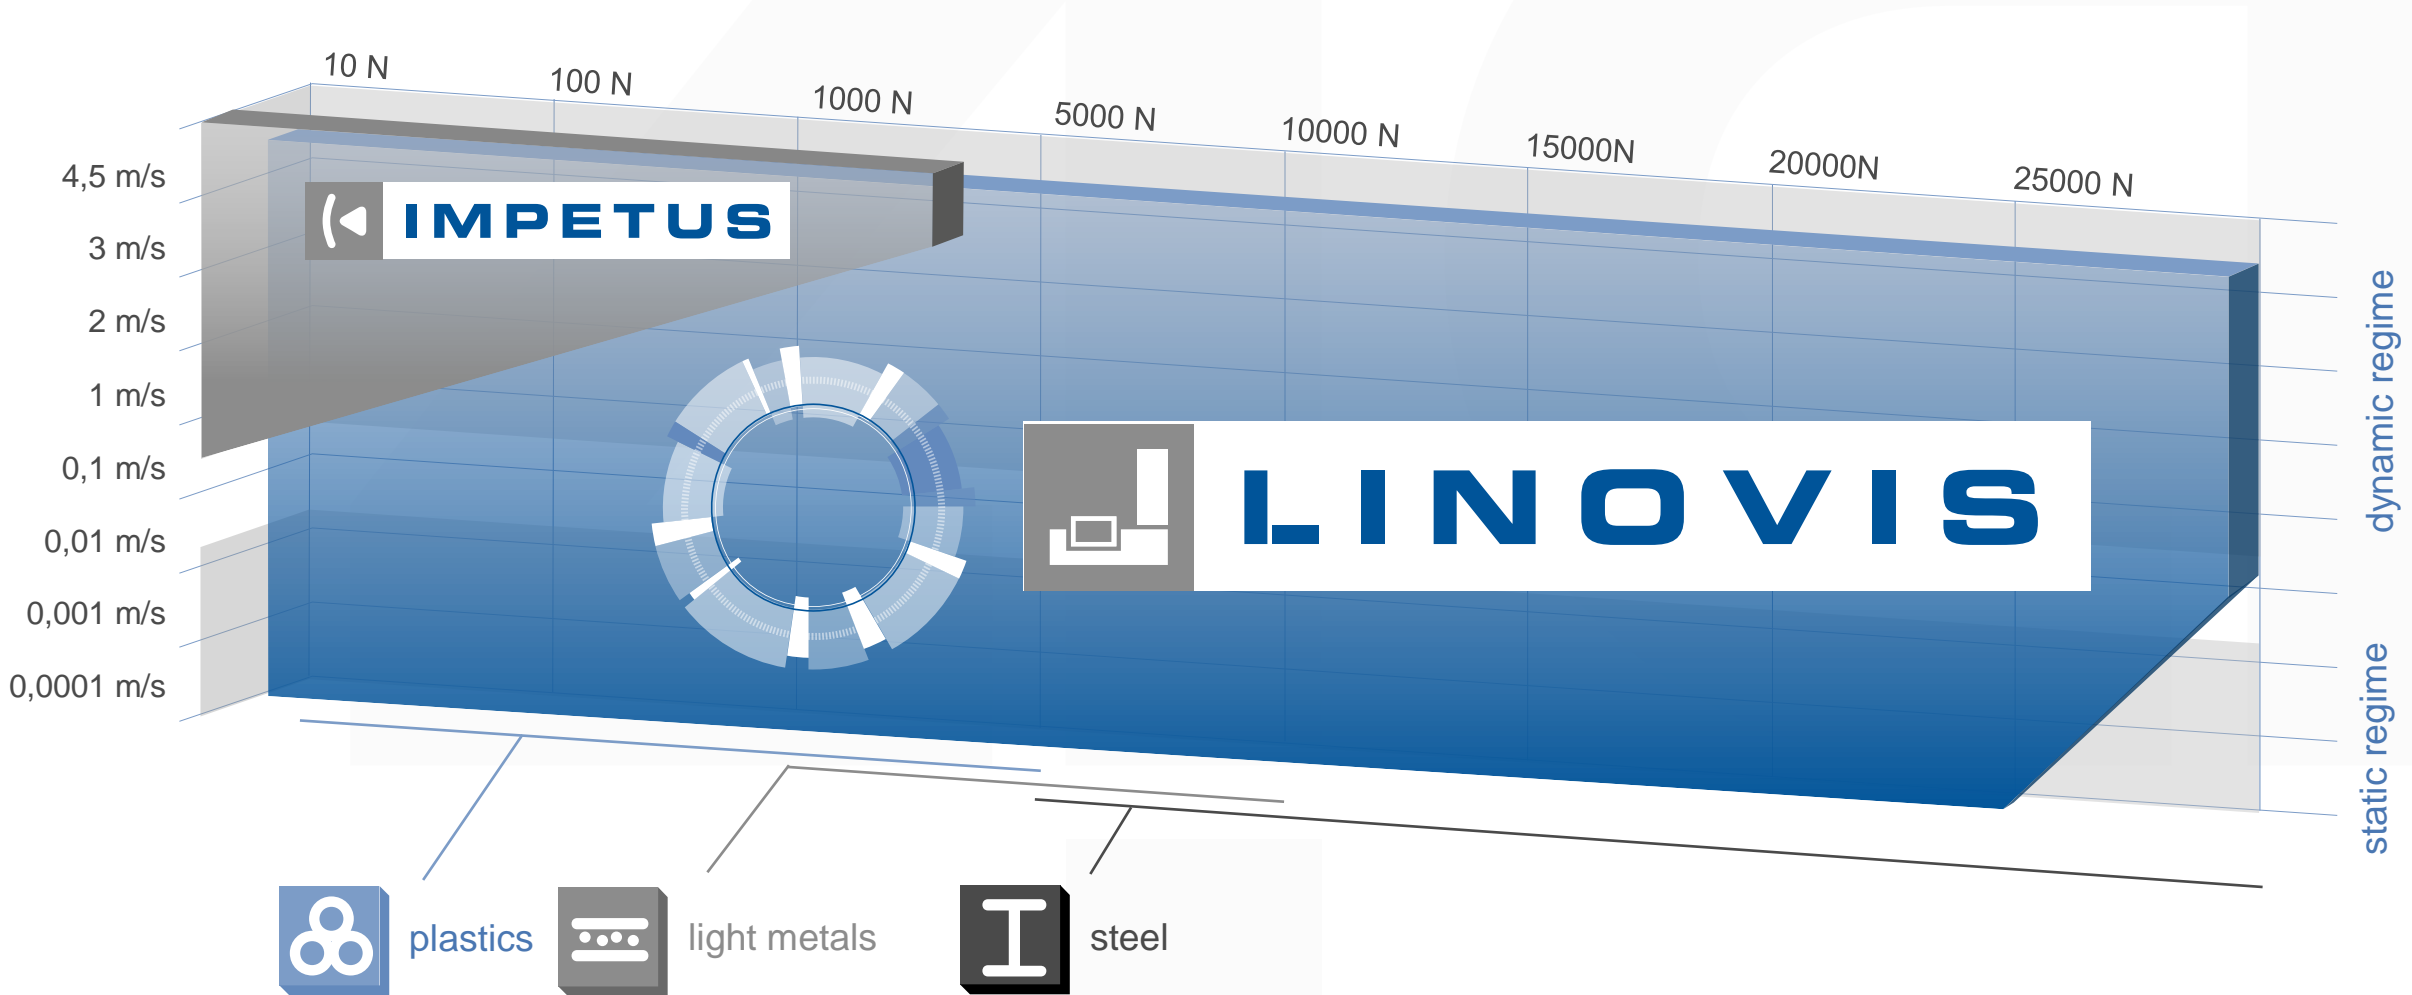 10 N
100 N
1000 N
5000 N
10000 N
15000N
20000N
25000 N
4,5 m/s
3 m/s
2 m/s
1 m/s
0,1 m/s
0,01 m/s
0,001 m/s
0,0001 m/s
IMPETUS
LINOVIS
dynamic regime
static regime
plastics
light metals
steel